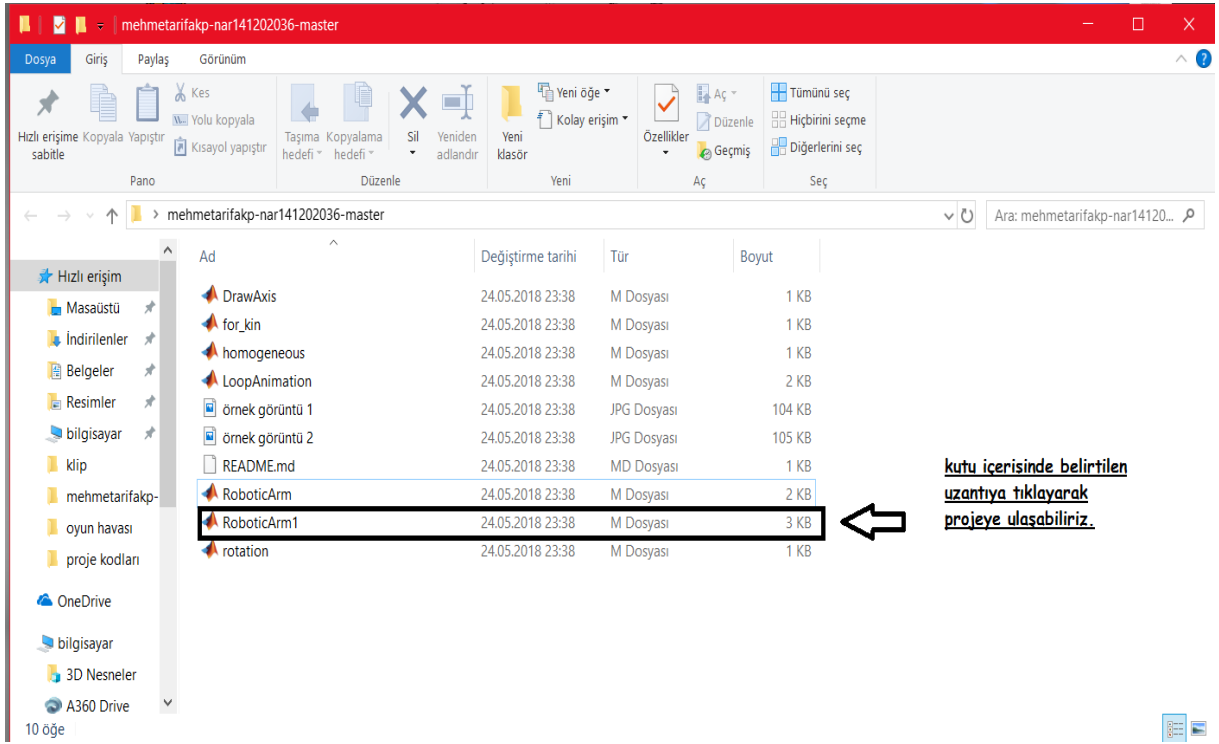 mehmetarifakp-nar141202036-master
Dosya Giriş Paylaş Görünüm
Hızlı erişime sabitle
Kopyala
Yapıştır
Kes
Yolu kopyala
Kısayol yapıştır
Pano
Taşıma hedefi
Kopyalama hedefi
Sil
Yeniden adlandır
Düzenle
Yeni klasör
Yeni öğe
Kolay erişim
Yeni
Özellikler
Aç
Düzenle
Geçmiş
Aç
Tümünü seç
Hiçbirini seçme
Diğerlerini seç
Seç
mehmetarifakp-nar141202036-master
Ara: mehmetarifakp-nar14120...
Hızlı erişim
Masaüstü
İndirilenler
Belgeler
Resimler
bilgisayar
klip
mehmetarifakp-
oyun havası
proje kodları
OneDrive
bilgisayar
3D Nesneler
A360 Drive
Ad Değiştirme tarihi Tür Boyut
DrawAxis 24.05.2018 23:38 M Dosyası 1 KB
for_kin 24.05.2018 23:38 M Dosyası 1 KB
homogeneous 24.05.2018 23:38 M Dosyası 1 KB
LoopAnimation 24.05.2018 23:38 M Dosyası 2 KB
örnek görüntü 1 24.05.2018 23:38 JPG Dosyası 104 KB
örnek görüntü 2 24.05.2018 23:38 JPG Dosyası 105 KB
README.md 24.05.2018 23:38 MD Dosyası 1 KB
RoboticArm 24.05.2018 23:38 M Dosyası 2 KB
RoboticArm1 24.05.2018 23:38 M Dosyası 3 KB
rotation 24.05.2018 23:38 M Dosyası 1 KB
kutu içerisinde belirtilen
uzantıya tıklayarak
projeye ulaşabiliriz.
10 öğe